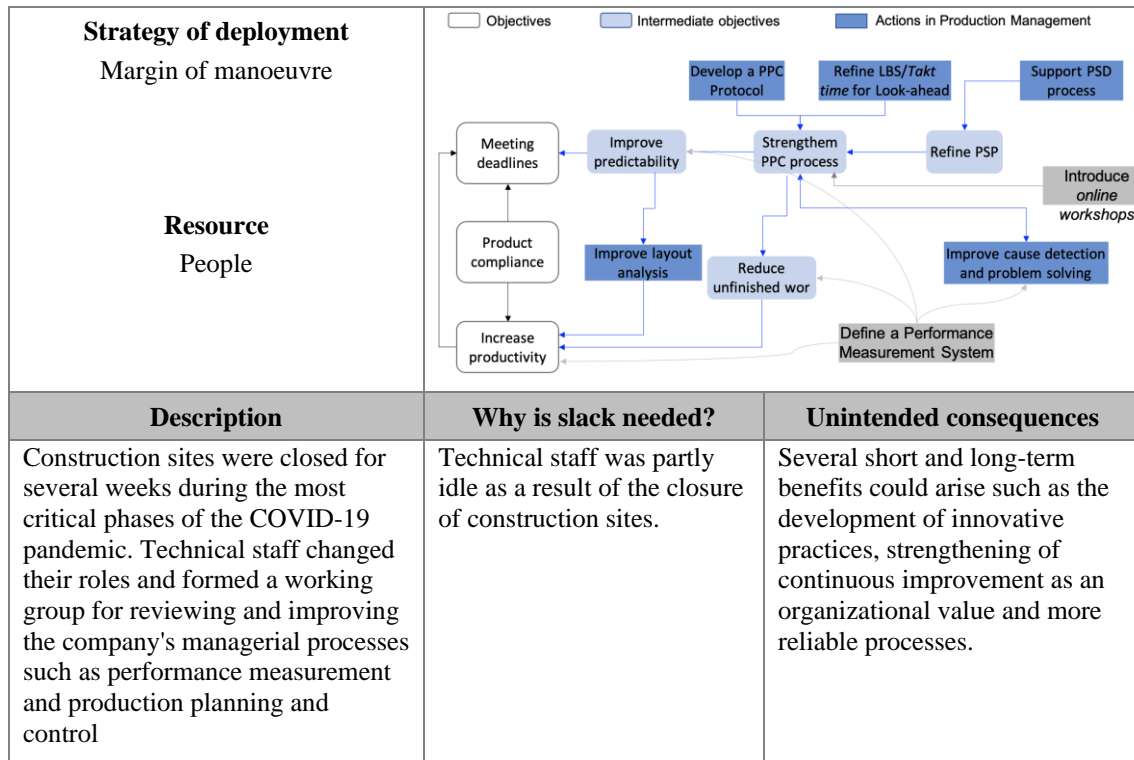 Strategy of deployment
Margin of manoeuvre
Resource
People
Objectives
Intermediate objectives
Actions in Production Management
Develop a PPC
Protocol
Refine LBS/Takt
time for Look-ahead
Support PSD
process
Meeting
deadlines
Improve
predictability
Strengthem
PPC process
Refine PSP
Introduce
online
workshops
Product
compliance
Improve layout
analysis
Reduce
unfinished wor
Improve cause detection
and problem solving
Increase
productivity
Define a Performance
Measurement System
Description
Why is slack needed?
Unintended consequences
Construction sites were closed for
several weeks during the most
critical phases of the COVID-19
pandemic. Technical staff changed
their roles and formed a working
group for reviewing and improving
the company's managerial processes
such as performance measurement
and production planning and
control
Technical staff was partly
idle as a result of the closure
of construction sites.
Several short and long-term
benefits could arise such as the
development of innovative
practices, strengthening of
continuous improvement as an
organizational value and more
reliable processes.